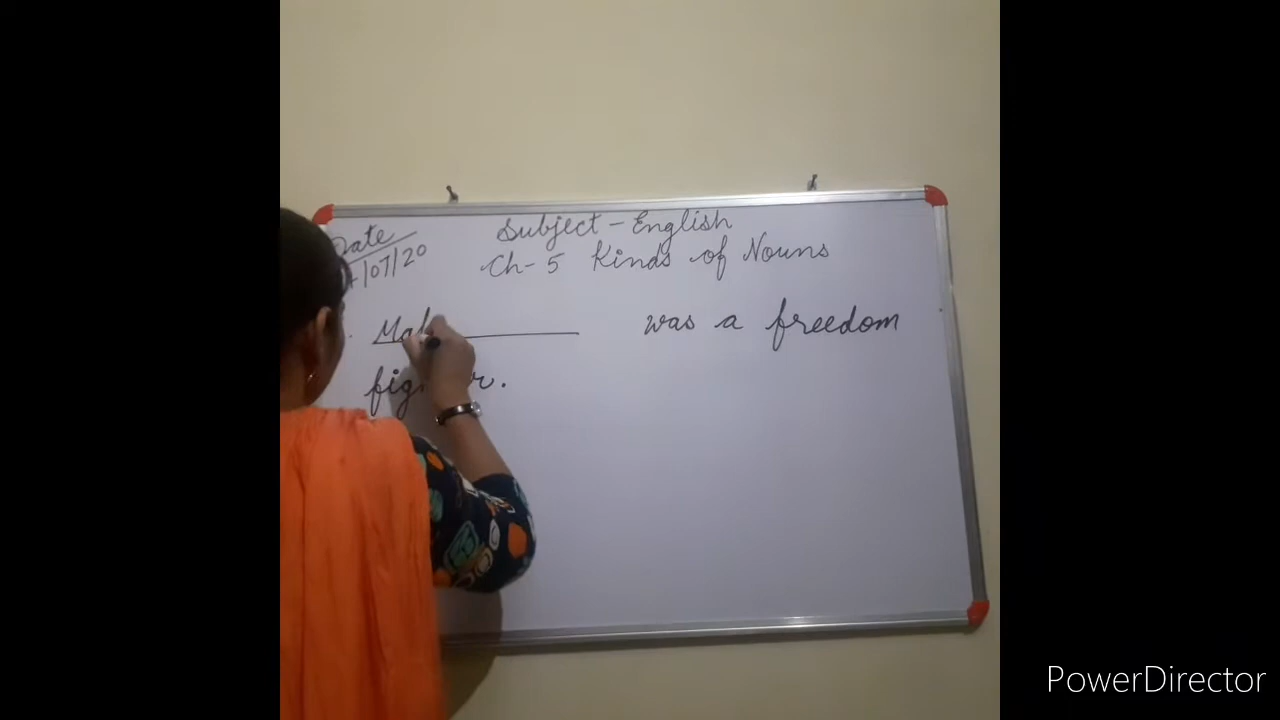 Subject - English
Date
/07/20
Ch- 5 Kinds of Nouns
was a freedom
PowerDirector